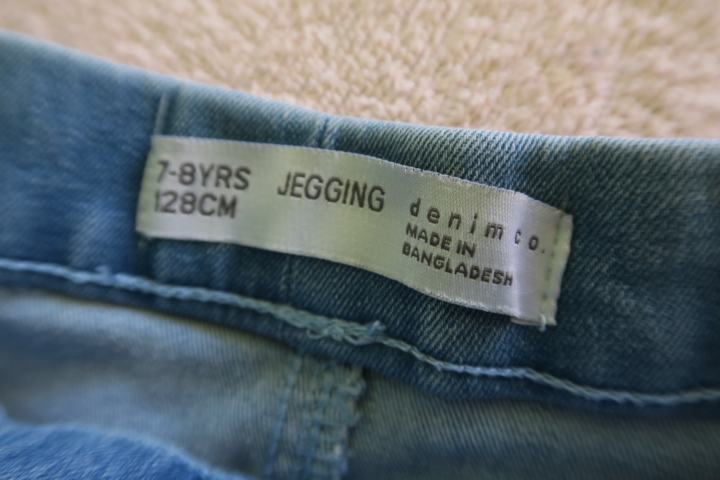 7-8YRS
128CM
JEGGING
denim co.
MADE IN
BANGLADESH